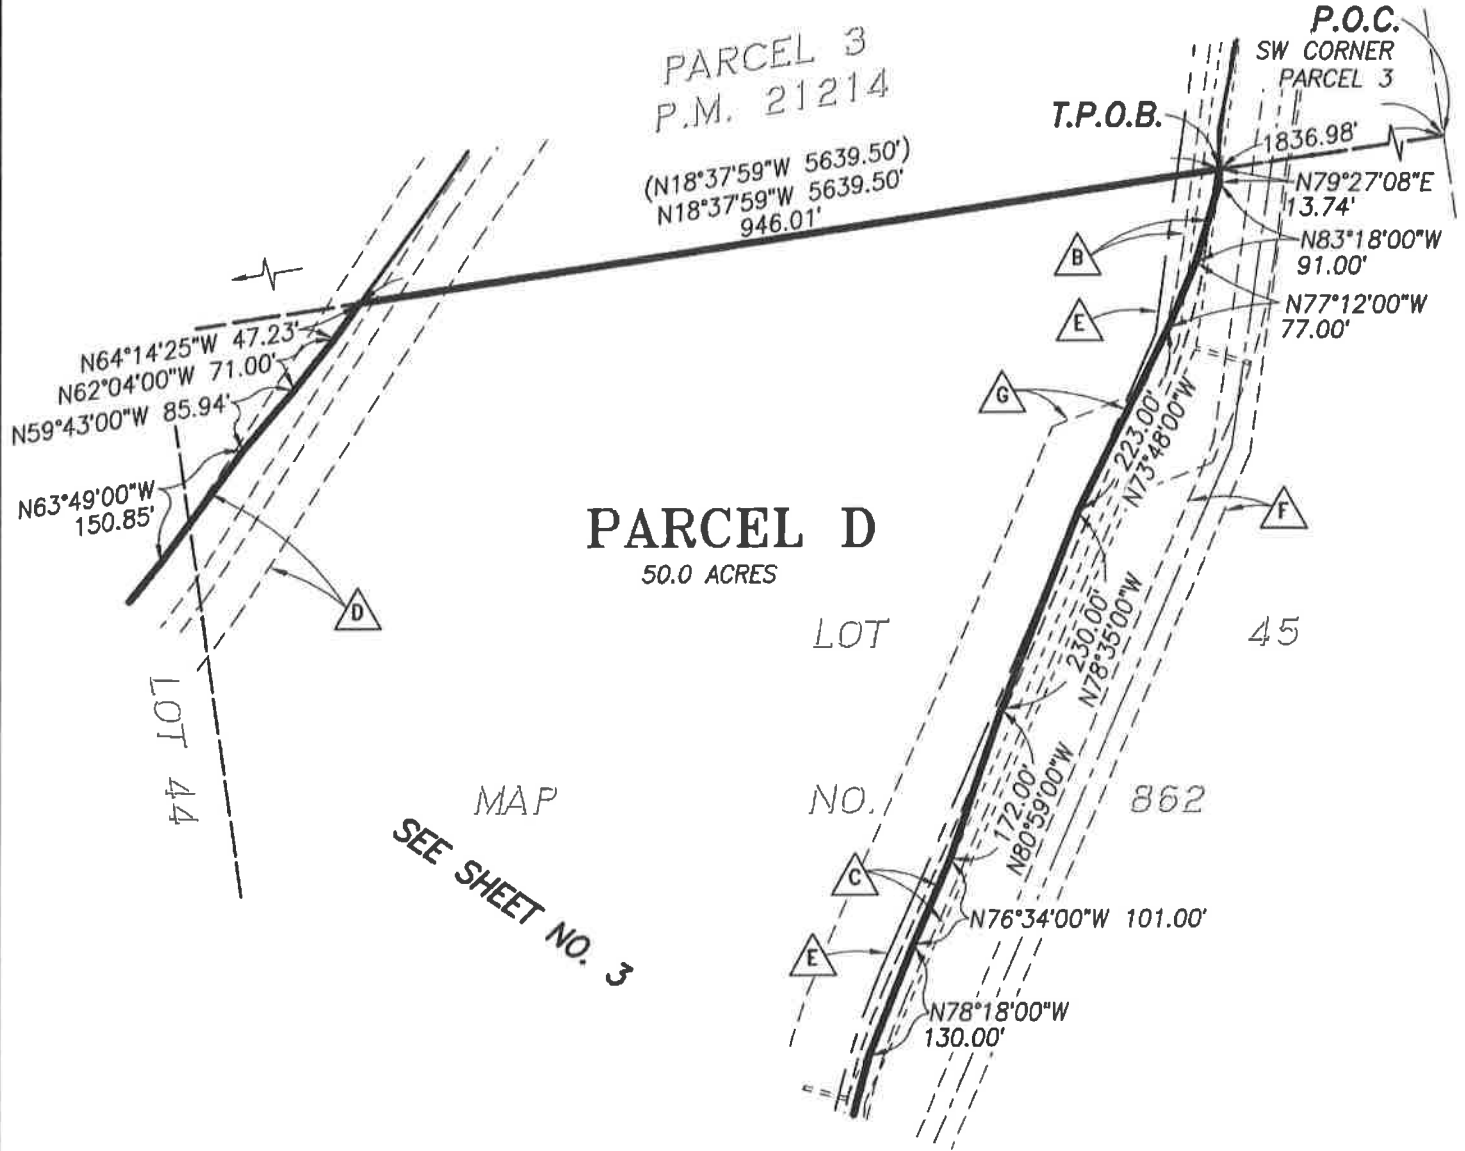 P.O.C.
SW CORNER
PARCEL 3
PARCEL 3
P.M. 21214
T.P.O.B.
1836.98'
(N18°37'59"W 5639.50')
N18°37'59"W 5639.50'
946.01'
N79°27'08"E
13.74'
N83°18'00"W
91.00'
B
N77°12'00"W
77.00'
E
N64°14'25"W 47.23'
N62°04'00"W 71.00'
N59°43'00"W 85.94'
G
223.00'
N73°48'00"W
N63°49'00"W
150.85'
F
PARCEL D
50.0 ACRES
D
230.00'
N78°35'00"W
LOT 45
LOT 44
MAP NO. 862
172.00'
N80°59'00"W
SEE SHEET NO. 3
C
N76°34'00"W 101.00'
E
N78°18'00"W
130.00'